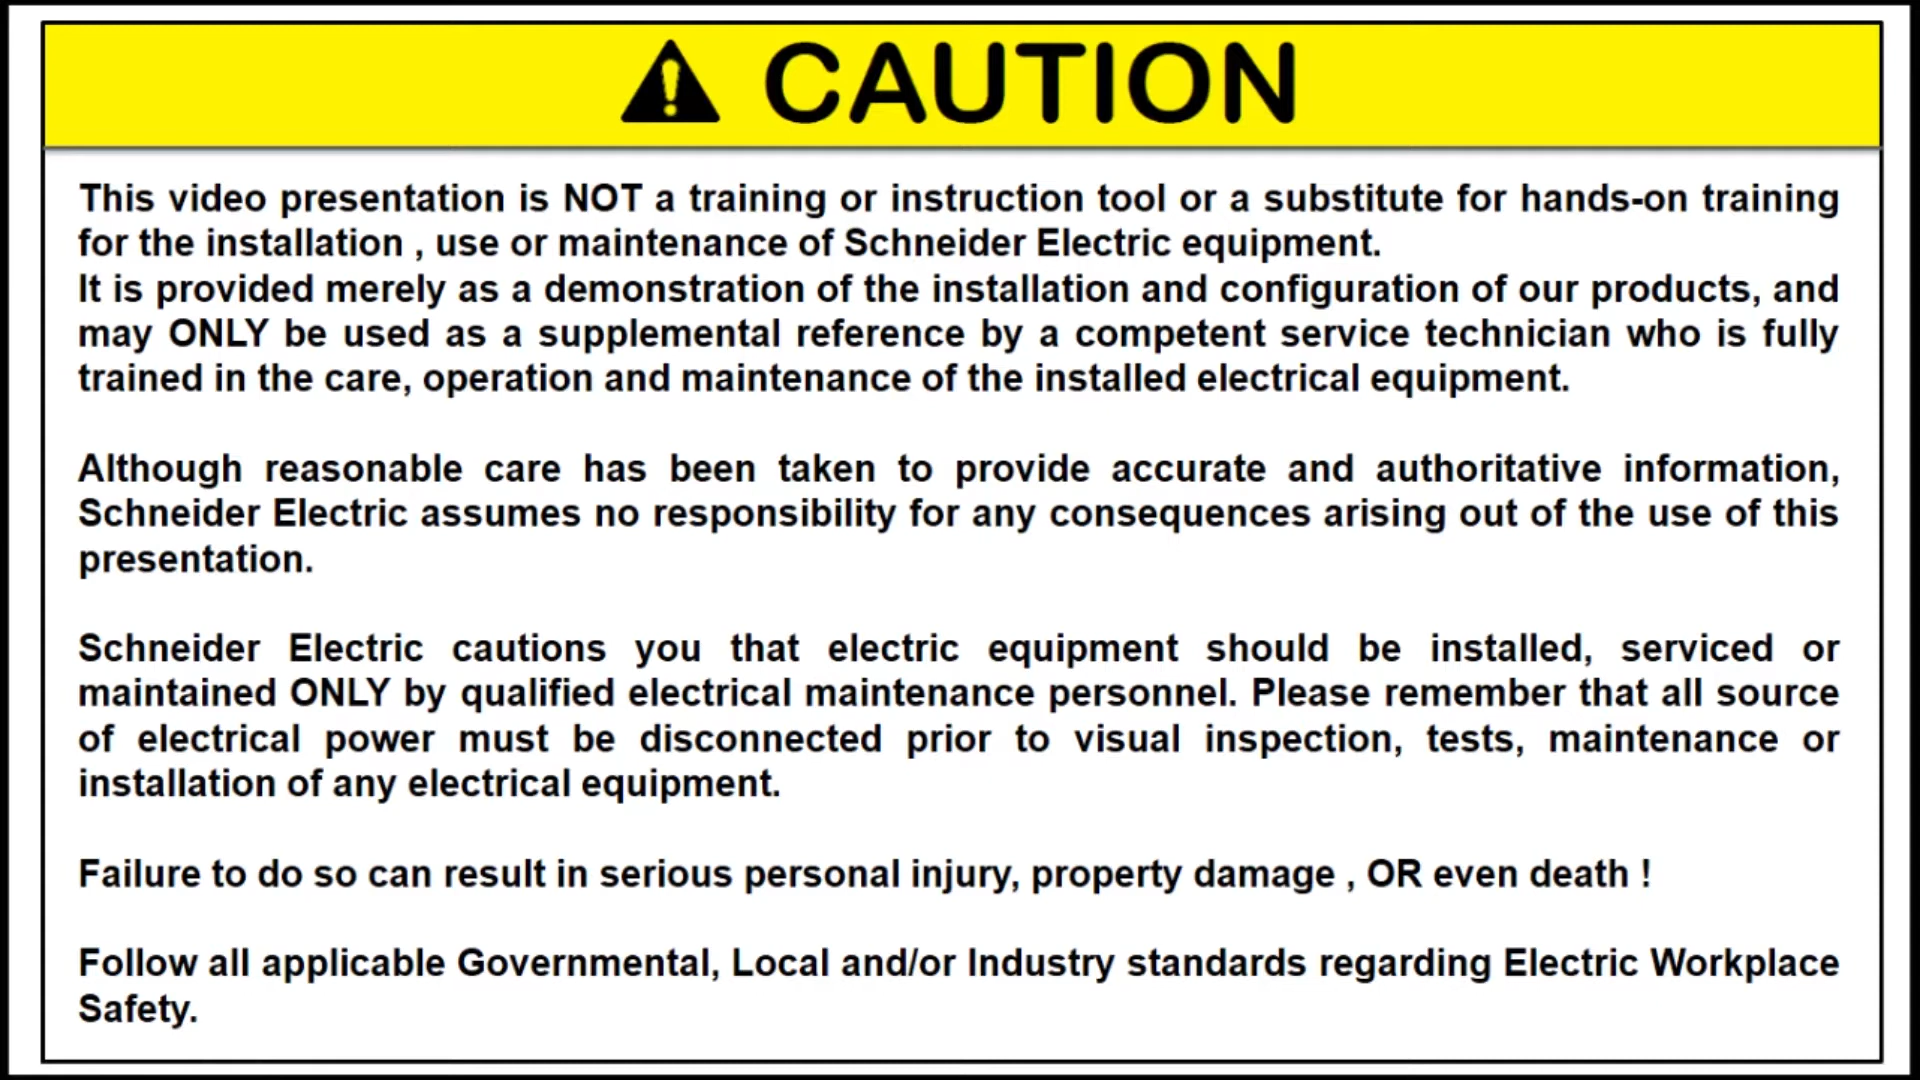 CAUTION
This video presentation is NOT a training or instruction tool or a substitute for hands-on training
for the installation , use or maintenance of Schneider Electric equipment.
It is provided merely as a demonstration of the installation and configuration of our products, and
may ONLY be used as a supplemental reference by a competent service technician who is fully
trained in the care, operation and maintenance of the installed electrical equipment.
Although reasonable care has been taken to provide accurate and authoritative information,
Schneider Electric assumes no responsibility for any consequences arising out of the use of this
presentation.
Schneider Electric cautions you that electric equipment should be installed, serviced or
maintained ONLY by qualified electrical maintenance personnel. Please remember that all source
of electrical power must be disconnected prior to visual inspection, tests, maintenance or
installation of any electrical equipment.
Failure to do so can result in serious personal injury, property damage , OR even death !
Follow all applicable Governmental, Local and/or Industry standards regarding Electric Workplace
Safety.